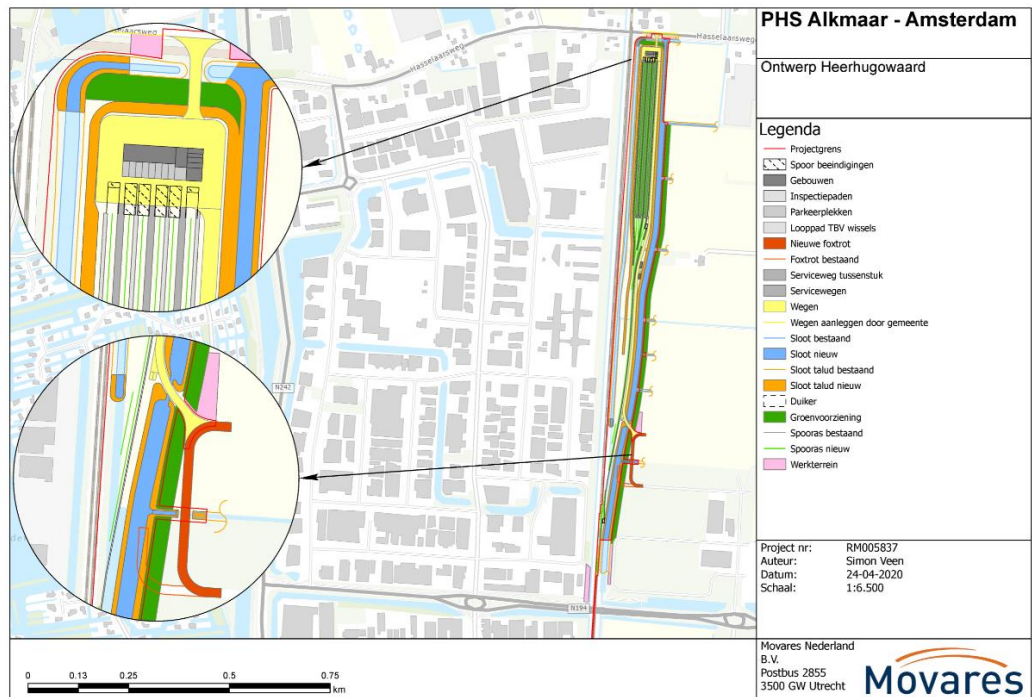 PHS Alkmaar - Amsterdam
Ontwerp Heerhugowaard
Legenda
Projectgrens
Spoor beeindigingen
Gebouwen
Inspectiepaden
Parkeerplekken
Looppad TBV wissels
Nieuwe foxtrot
Foxtrot bestaand
Serviceweg tussenstuk
Servicewegen
Wegen
Wegen aanleggen door gemeente
Sloot bestaand
Sloot nieuw
Sloot talud bestaand
Sloot talud nieuw
Duiker
Groenvoorziening
Spooras bestaand
Spooras nieuw
Werkterrein
Project nr: RM005837
Auteur: Simon Veen
Datum: 24-04-2020
Schaal: 1:6.500
Movares Nederland
B.V.
Postbus 2855
3500 GW Utrecht
Movares
Hasselaarsweg
Hasselaarsweg
N242
N194
0 0.13 0.25 0.5 0.75
km